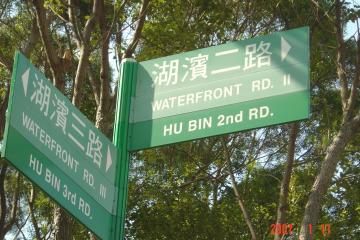 湖濱二路
WATERFRONT RD. II
HU BIN 2nd RD.
湖濱三路
WATERFRONT RD. III
HU BIN 3rd RD.